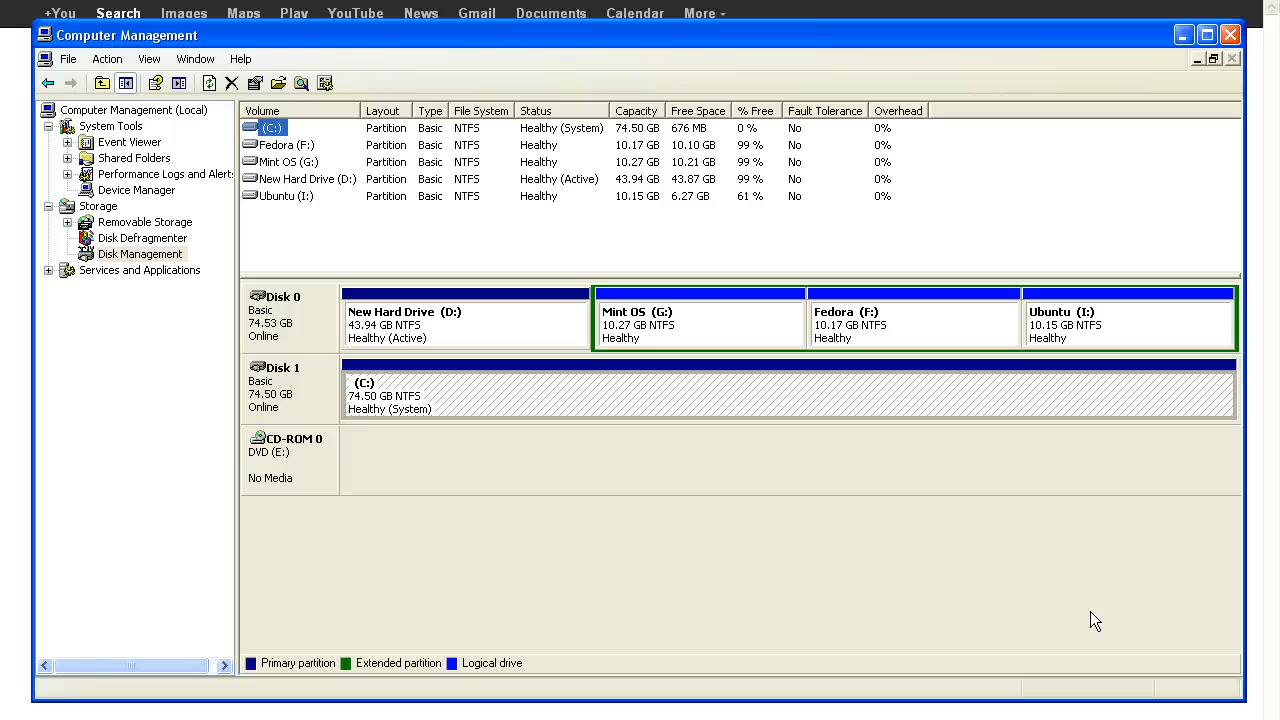 +You Search Images Maps Play YouTube News Gmail Documents Calendar More
Computer Management
File Action View Window Help
Computer Management (Local)
System Tools
Event Viewer
Shared Folders
Performance Logs and Alert:
Device Manager
Storage
Removable Storage
Disk Defragmenter
Disk Management
Services and Applications
Volume Layout Type File System Status Capacity Free Space % Free Fault Tolerance Overhead
(C:) Partition Basic NTFS Healthy (System) 74.50 GB 676 MB 0 % No 0%
Fedora (F:) Partition Basic NTFS Healthy 10.17 GB 10.10 GB 99 % No 0%
Mint OS (G:) Partition Basic NTFS Healthy 10.27 GB 10.21 GB 99 % No 0%
New Hard Drive (D:) Partition Basic NTFS Healthy (Active) 43.94 GB 43.87 GB 99 % No 0%
Ubuntu (I:) Partition Basic NTFS Healthy 10.15 GB 6.27 GB 61 % No 0%
Disk 0
Basic
74.53 GB
Online
New Hard Drive (D:)
43.94 GB NTFS
Healthy (Active)
Mint OS (G:)
10.27 GB NTFS
Healthy
Fedora (F:)
10.17 GB NTFS
Healthy
Ubuntu (I:)
10.15 GB NTFS
Healthy
Disk 1
Basic
74.50 GB
Online
(C:)
74.50 GB NTFS
Healthy (System)
CD-ROM 0
DVD (E:)
No Media
Primary partition Extended partition Logical drive